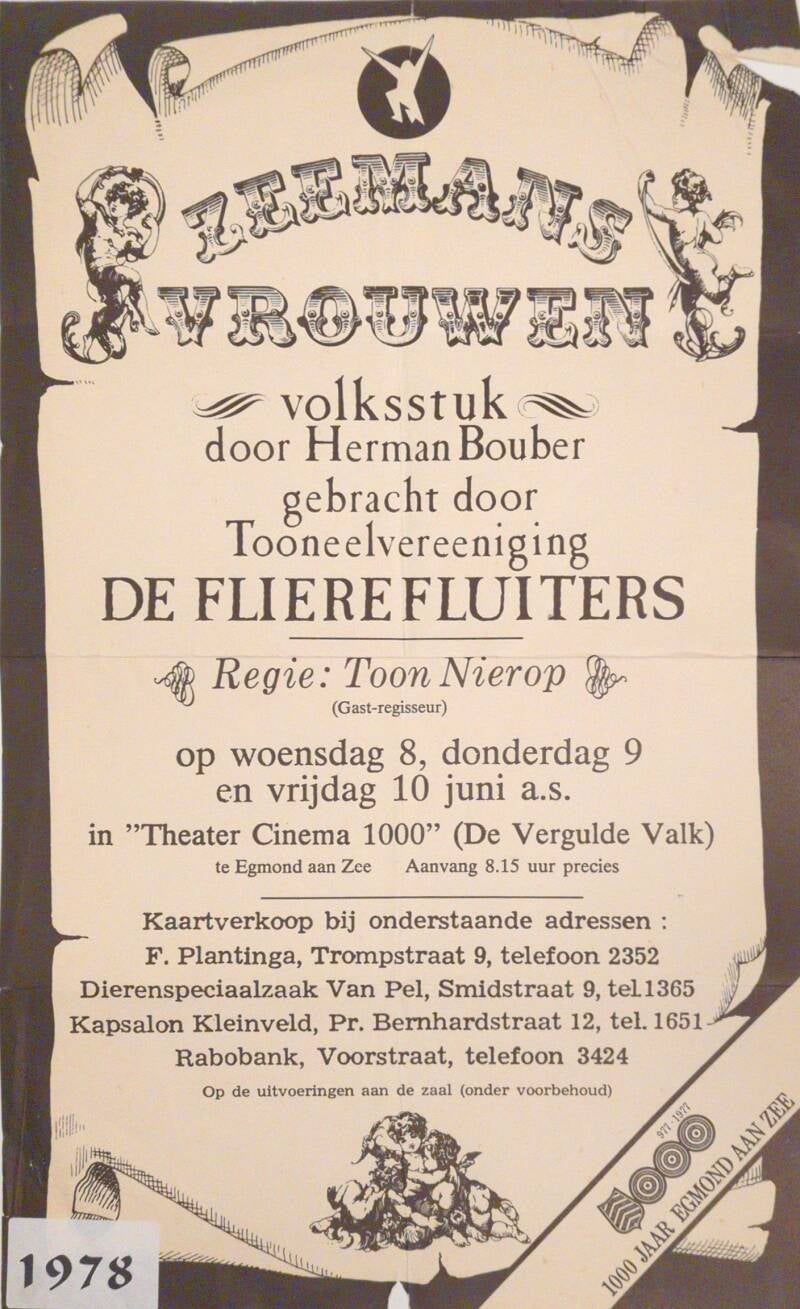 ZEEMANS
VROUWEN
volksstuk
door Herman Bouber
gebracht door
Tooneelvereeniging
DE FLIEREFLUITERS
Regie: Toon Nierop
(Gast-regisseur)
op woensdag 8, donderdag 9
en vrijdag 10 juni a.s.
in "Theater Cinema 1000" (De Vergulde Valk)
te Egmond aan Zee Aanvang 8.15 uur precies
Kaartverkoop bij onderstaande adressen :
F. Plantinga, Trompstraat 9, telefoon 2352
Dierenspeciaalzaak Van Pel, Smidstraat 9, tel.1365
Kapsalon Kleinveld, Pr. Bernhardstraat 12, tel. 1651
Rabobank, Voorstraat, telefoon 3424
Op de uitvoeringen aan de zaal (onder voorbehoud)
977 - 1977
1000 JAAR EGMOND AAN ZEE
1978